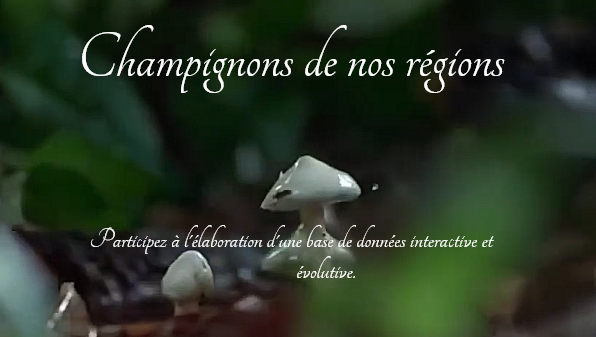 Champignons de nos régions
Participez à l'élaboration d'une base de données interactive et
évolutive.